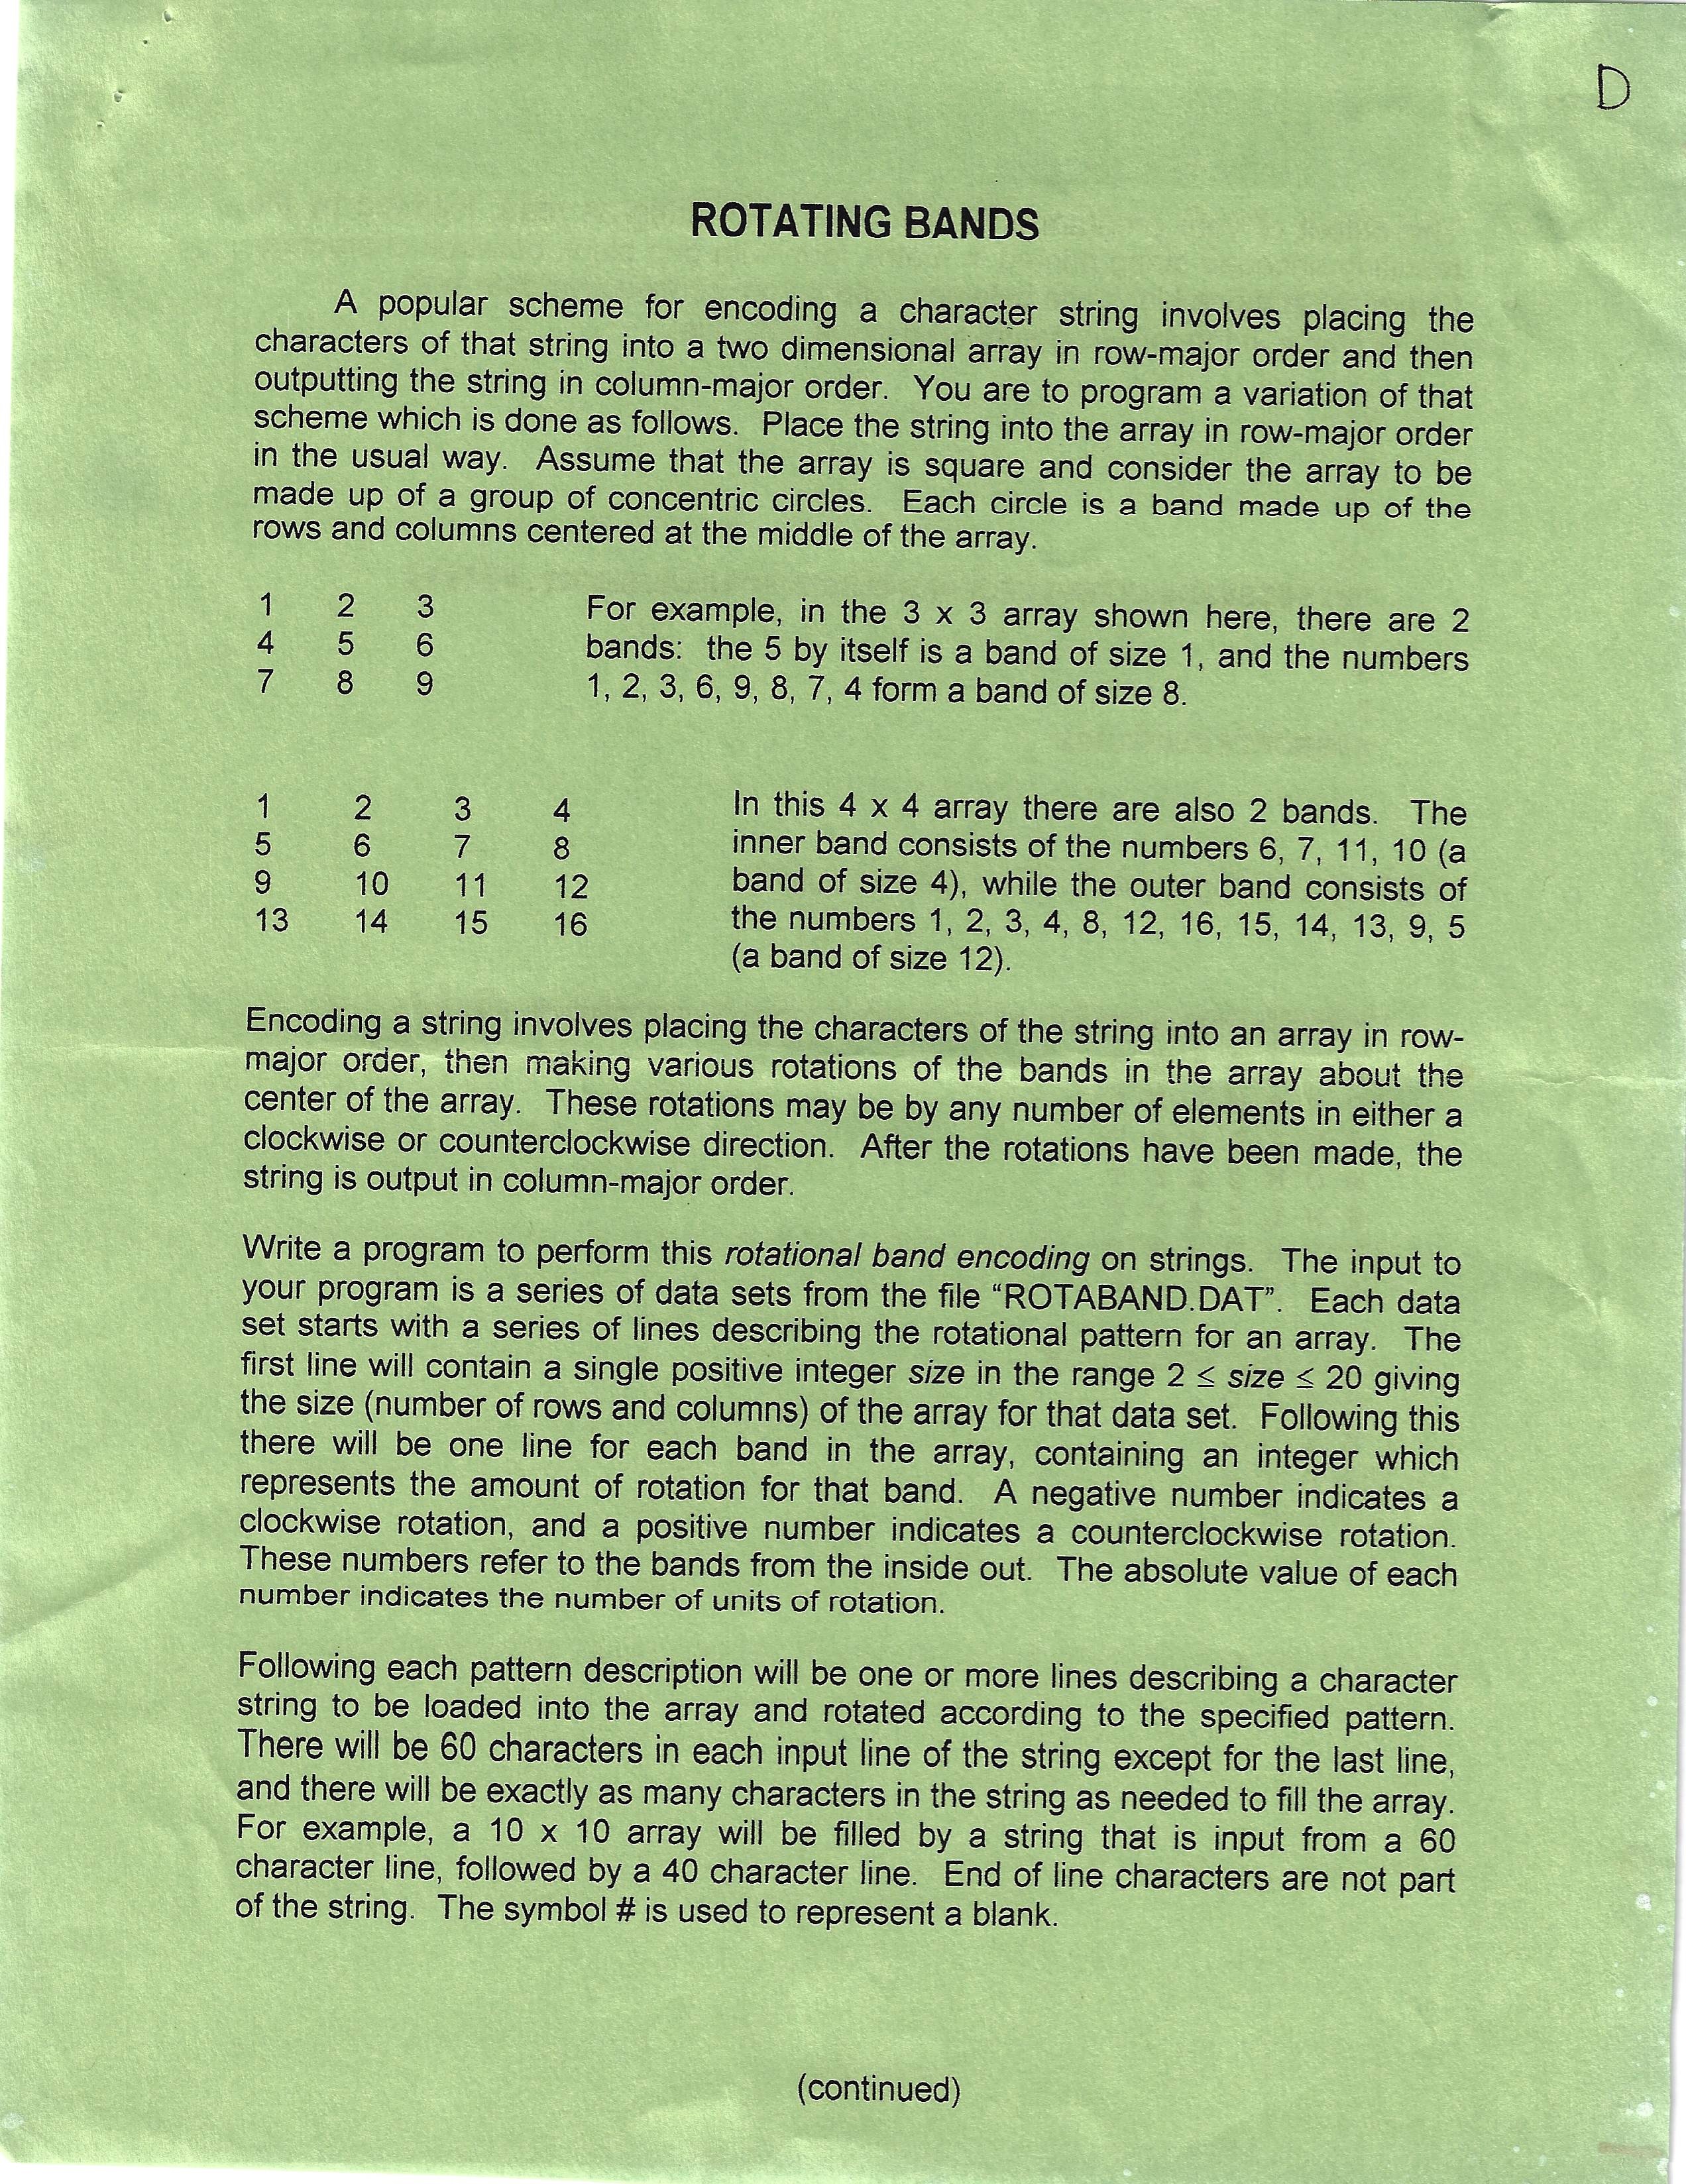 D
ROTATING BANDS
A popular scheme for encoding a character string involves placing the
characters of that string into a two dimensional array in row-major order and then
outputting the string in column-major order. You are to program a variation of that
scheme which is done as follows. Place the string into the array in row-major order
in the usual way. Assume that the array is square and consider the array to be
made up of a group of concentric circles. Each circle is a band made up of the
rows and columns centered at the middle of the array.
1 2 3
4 5 6
7 8 9
For example, in the 3 x 3 array shown here, there are 2
bands: the 5 by itself is a band of size 1, and the numbers
1, 2, 3, 6, 9, 8, 7, 4 form a band of size 8.
1 2 3 4
5 6 7 8
9 10 11 12
13 14 15 16
In this 4 x 4 array there are also 2 bands. The
inner band consists of the numbers 6, 7, 11, 10 (a
band of size 4), while the outer band consists of
the numbers 1, 2, 3, 4, 8, 12, 16, 15, 14, 13, 9, 5
(a band of size 12).
Encoding a string involves placing the characters of the string into an array in row-
major order, then making various rotations of the bands in the array about the
center of the array. These rotations may be by any number of elements in either a
clockwise or counterclockwise direction. After the rotations have been made, the
string is output in column-major order.
Write a program to perform this rotational band encoding on strings. The input to
your program is a series of data sets from the file “ROTABAND.DAT”. Each data
set starts with a series of lines describing the rotational pattern for an array. The
first line will contain a single positive integer size in the range 2 ≤ size ≤ 20 giving
the size (number of rows and columns) of the array for that data set. Following this
there will be one line for each band in the array, containing an integer which
represents the amount of rotation for that band. A negative number indicates a
clockwise rotation, and a positive number indicates a counterclockwise rotation.
These numbers refer to the bands from the inside out. The absolute value of each
number indicates the number of units of rotation.
Following each pattern description will be one or more lines describing a character
string to be loaded into the array and rotated according to the specified pattern.
There will be 60 characters in each input line of the string except for the last line,
and there will be exactly as many characters in the string as needed to fill the array.
For example, a 10 x 10 array will be filled by a string that is input from a 60
character line, followed by a 40 character line. End of line characters are not part
of the string. The symbol # is used to represent a blank.
(continued)